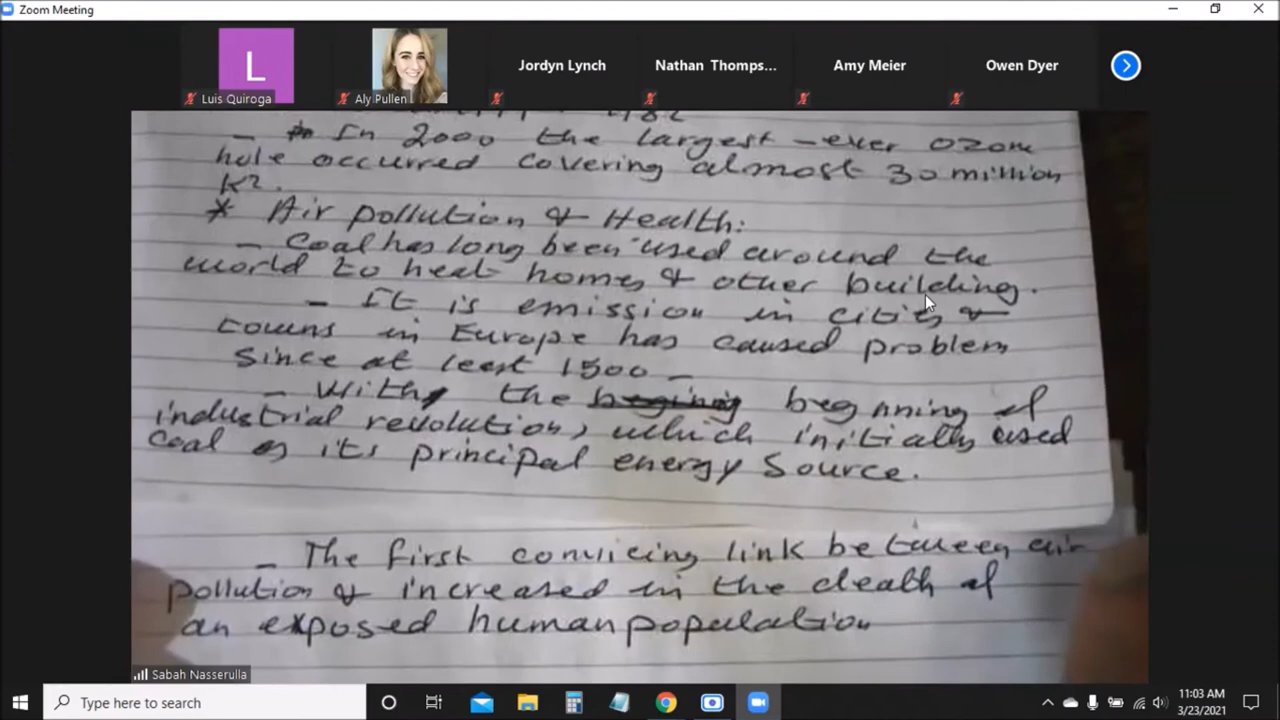 Zoom Meeting
L
Luis Quiroga
Aly Pullen
Jordyn Lynch
Nathan Thomps...
Amy Meier
Owen Dyer
- In 2000 the largest-ever ozone
hole occurred covering almost 30 million
K².
* Air pollution & Health:
- Coal has long been used around the
world to heat homes & other building.
- It is emission in cities &
towns in Europe has caused problem
since at least 1500 -
- With the beginning of
industrial revolution, which initially used
Coal as its principal energy source.
- The first convicing link between air
pollution & increased in the death of
an exposed human population
Sabah Nasserulla
Type here to search
11:03 AM
3/23/2021